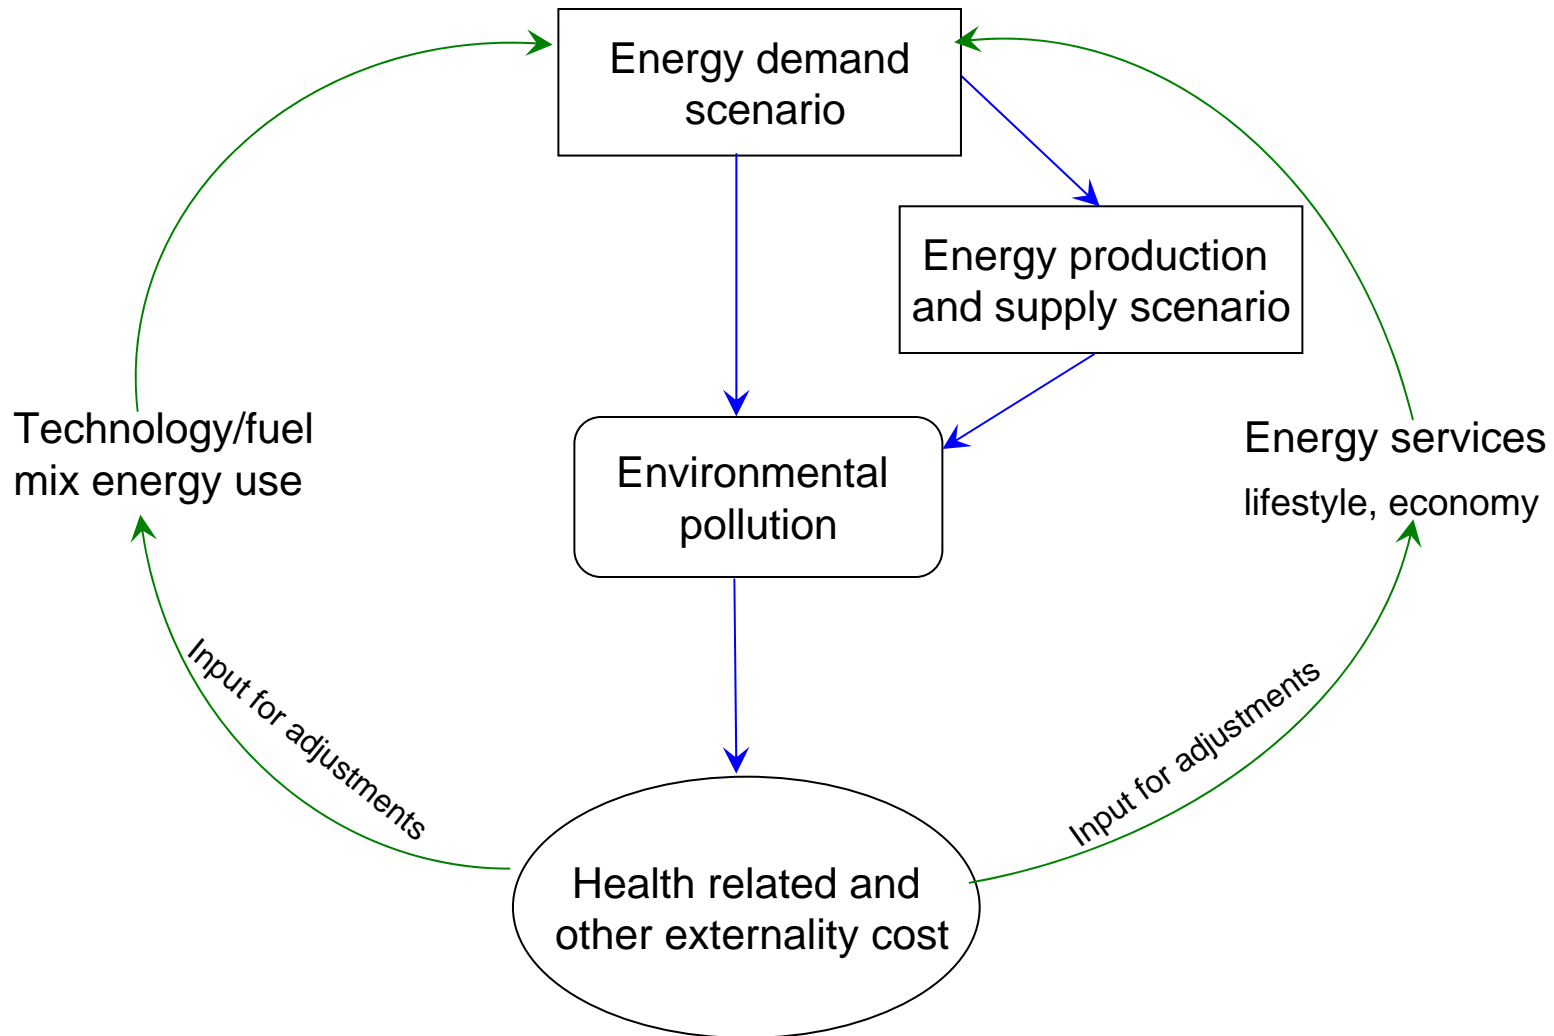 Energy demand
scenario
Energy production
and supply scenario
Technology/fuel
mix energy use
Energy services
lifestyle, economy
Environmental
pollution
Input for adjustments
Input for adjustments
Health related and
other externality cost